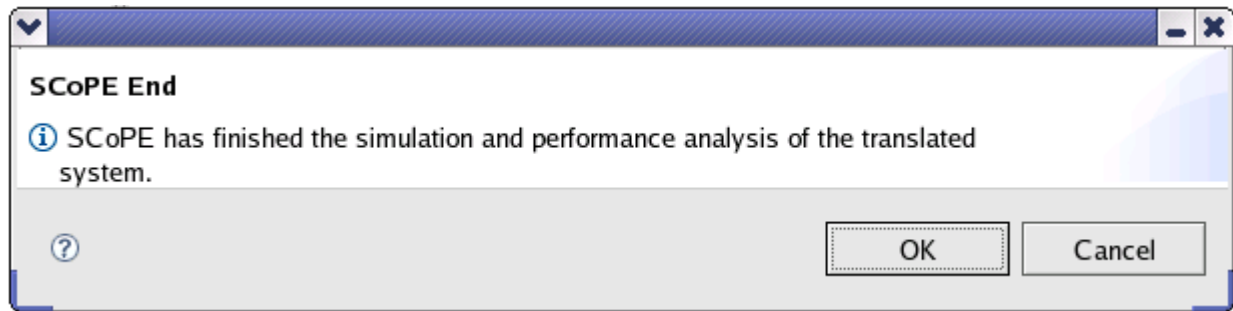 SCoPE End
SCoPE has finished the simulation and performance analysis of the translated
system.
OK
Cancel